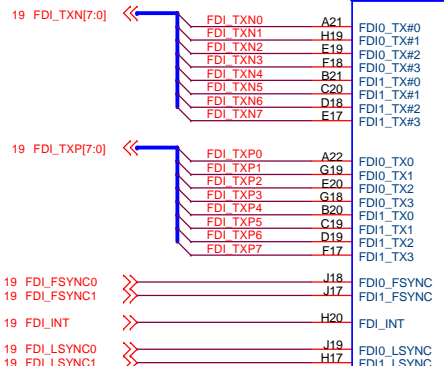 19 FDI_TXN[7:0]
FDI_TXN0 A21 FDI0_TX#0
FDI_TXN1 H19 FDI0_TX#1
FDI_TXN2 E19 FDI0_TX#2
FDI_TXN3 F18 FDI0_TX#3
FDI_TXN4 B21 FDI1_TX#0
FDI_TXN5 C20 FDI1_TX#1
FDI_TXN6 D18 FDI1_TX#2
FDI_TXN7 E17 FDI1_TX#3
19 FDI_TXP[7:0]
FDI_TXP0 A22 FDI0_TX0
FDI_TXP1 G19 FDI0_TX1
FDI_TXP2 E20 FDI0_TX2
FDI_TXP3 G18 FDI0_TX3
FDI_TXP4 B20 FDI1_TX0
FDI_TXP5 C19 FDI1_TX1
FDI_TXP6 D19 FDI1_TX2
FDI_TXP7 F17 FDI1_TX3
19 FDI_FSYNC0 J18 FDI0_FSYNC
19 FDI_FSYNC1 J17 FDI1_FSYNC
19 FDI_INT H20 FDI_INT
19 FDI_LSYNC0 J19 FDI0_LSYNC
19 FDI_LSYNC1 H17 FDI1_LSYNC